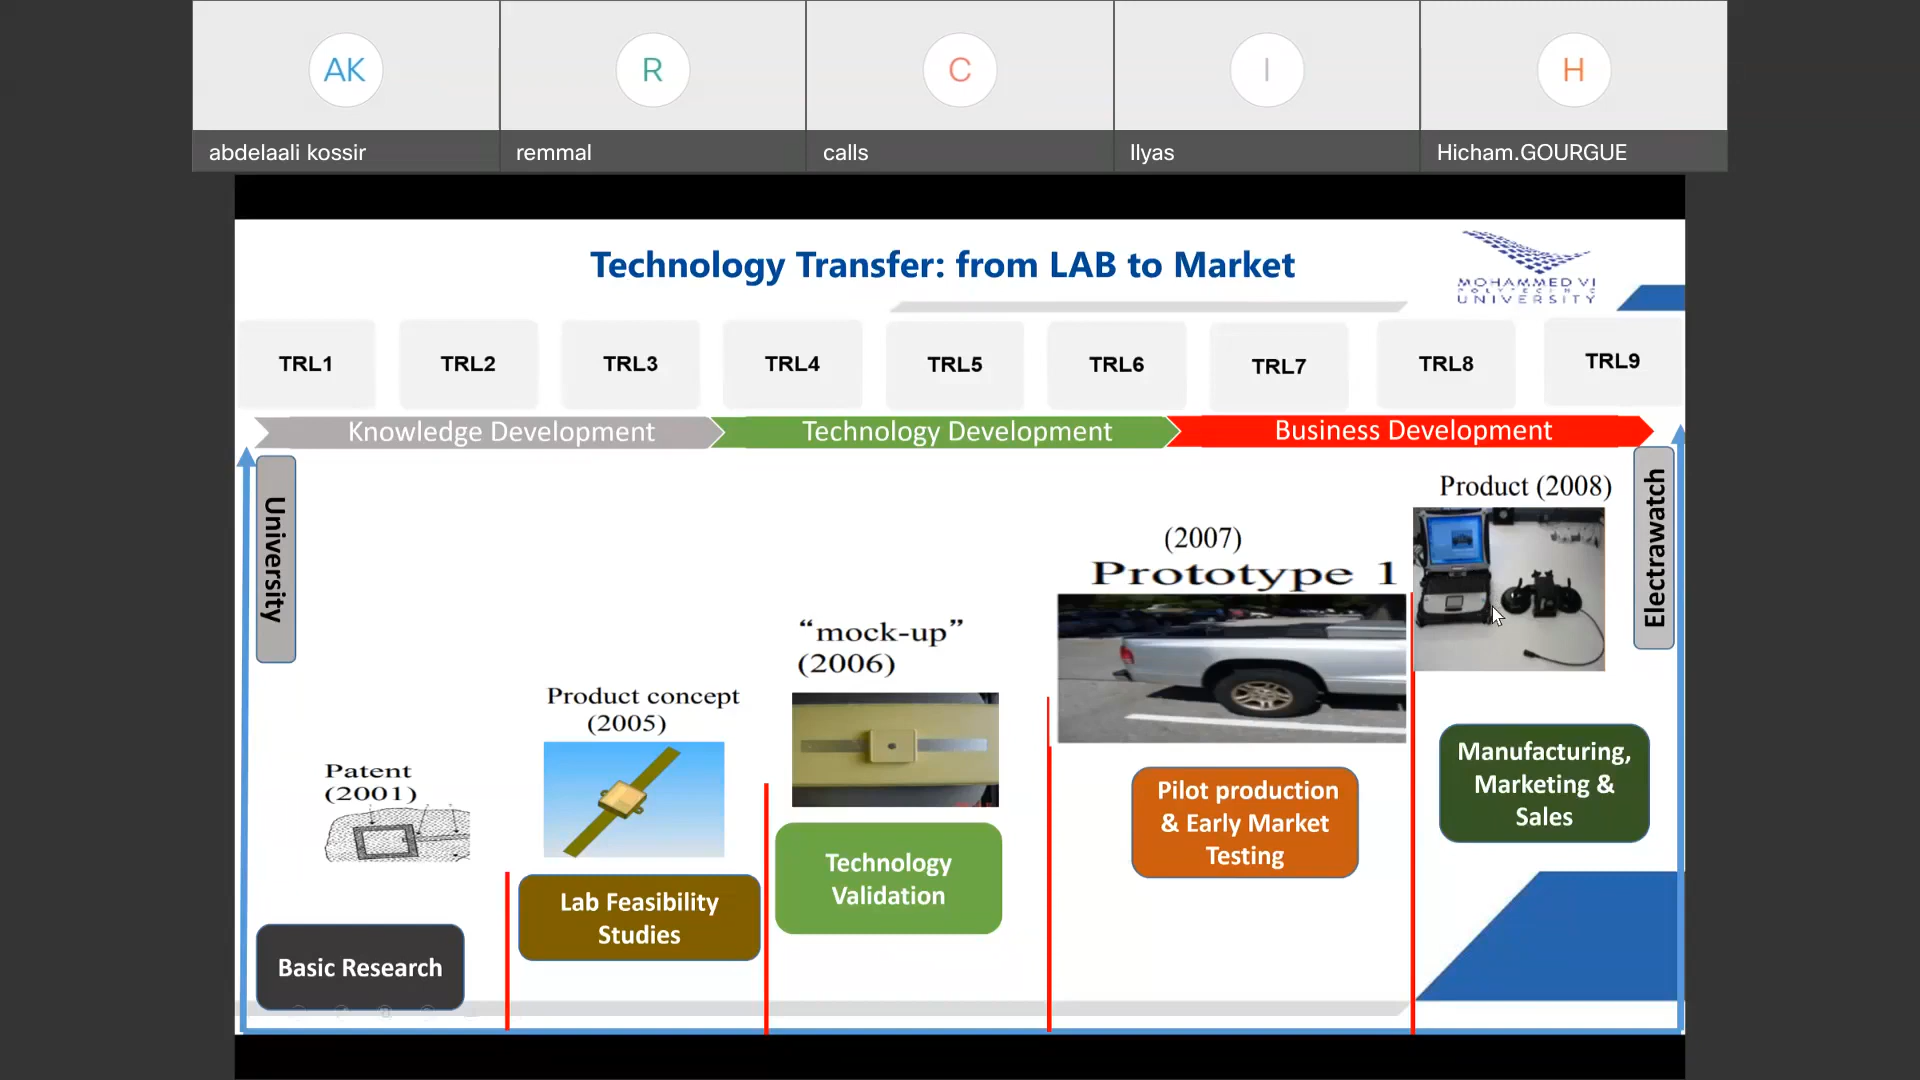 AK
R
C
I
H
abdelaali kossir
remmal
calls
Ilyas
Hicham.GOURGUE
Technology Transfer: from LAB to Market
MOHAMMED VI
POLYTECHNIC
UNIVERSITY
TRL1
TRL2
TRL3
TRL4
TRL5
TRL6
TRL7
TRL8
TRL9
Knowledge Development
Technology Development
Business Development
University
Electrawatch
Patent
(2001)
Basic Research
Product concept
(2005)
Lab Feasibility
Studies
“mock-up”
(2006)
Technology
Validation
(2007)
Prototype 1
Pilot production
& Early Market
Testing
Product (2008)
Manufacturing,
Marketing &
Sales